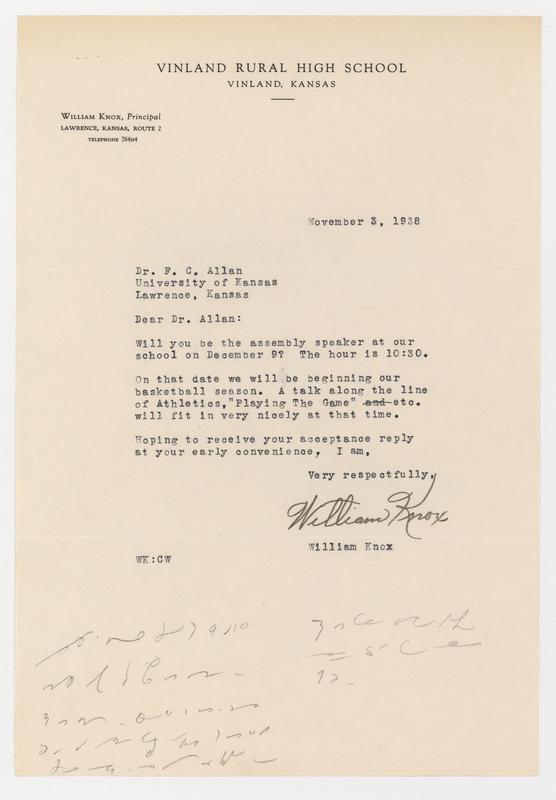 VINLAND RURAL HIGH SCHOOL
VINLAND, KANSAS
WILLIAM KNOX, Principal
LAWRENCE, KANSAS, ROUTE 2
TELEPHONE 764N4
November 3, 1938
Dr. F. C. Allan
University of Kansas
Lawrence, Kansas
Dear Dr. Allan:
Will you be the assembly speaker at our
school on December 9? The hour is 10:30.
On that date we will be beginning our
basketball season. A talk along the line
of Athletics,"Playing The Game" and etc.
will fit in very nicely at that time.
Hoping to receive your acceptance reply
at your early convenience, I am,
Very respectfully,
William Knox
William Knox
WK:CW